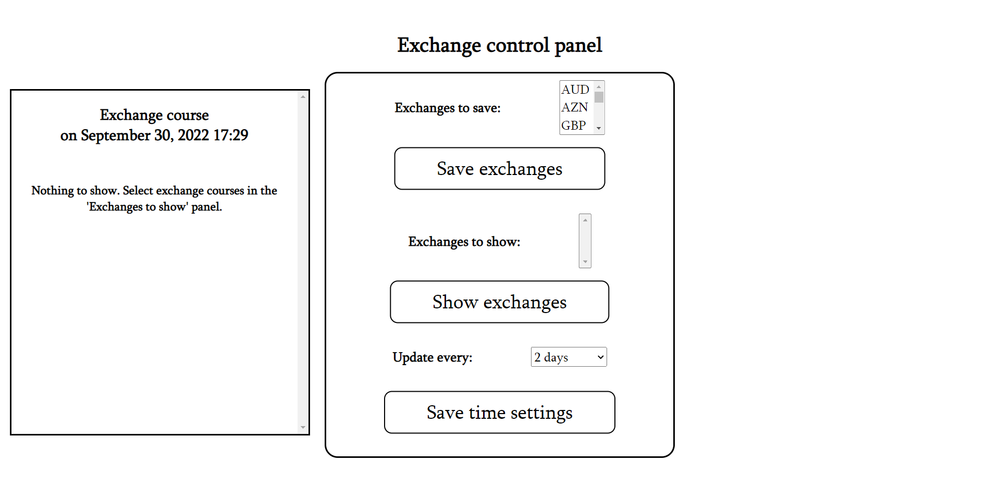 Exchange control panel
Exchange course
on September 30, 2022 17:29
Nothing to show. Select exchange courses in the
'Exchanges to show' panel.
Exchanges to save:
AUD
AZN
GBP
Save exchanges
Exchanges to show:
Show exchanges
Update every:
2 days
Save time settings